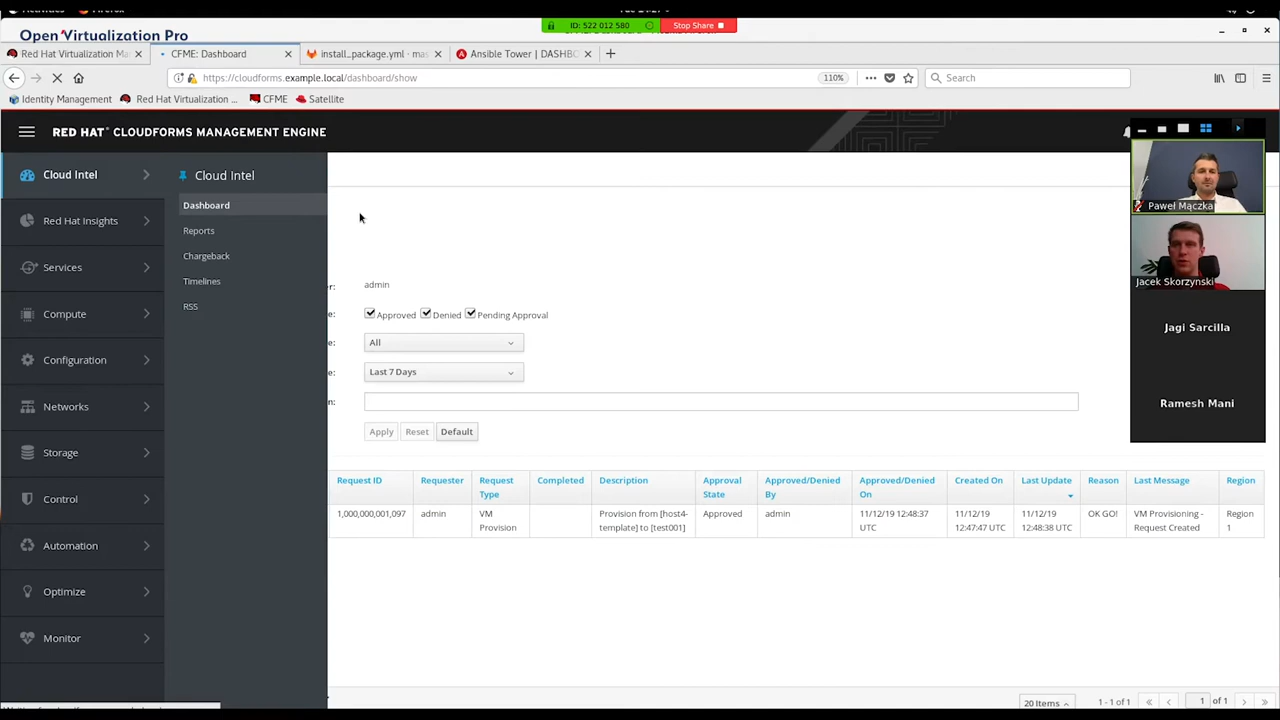 ID: 522 012 580
Stop Share
Open Virtualization Pro
Red Hat Virtualization Ma
CFME: Dashboard
install_package.yml - mas
Ansible Tower | DASHBO
https://cloudforms.example.local/dashboard/show
110%
Search
Identity Management
Red Hat Virtualization ...
CFME
Satellite
RED HAT CLOUDFORMS MANAGEMENT ENGINE
Cloud Intel
Red Hat Insights
Services
Compute
Configuration
Networks
Storage
Control
Automation
Optimize
Monitor
Cloud Intel
Dashboard
Reports
Chargeback
Timelines
RSS
Paweł Mączka
Jacek Skorzynski
Jagi Sarcilla
Ramesh Mani
r: admin
e: Approved Denied Pending Approval
e: All
e: Last 7 Days
n:
Apply Reset Default
Request ID
Requester
Request Type
Completed
Description
Approval State
Approved/Denied By
Approved/Denied On
Created On
Last Update
Reason
Last Message
Region
1,000,000,001,097
admin
VM Provision
Provision from [host4-template] to [test001]
Approved
admin
11/12/19 12:48:37 UTC
11/12/19 12:47:47 UTC
11/12/19 12:48:38 UTC
OK GO!
VM Provisioning - Request Created
Region 1
20 Items
1 - 1 of 1
1 of 1